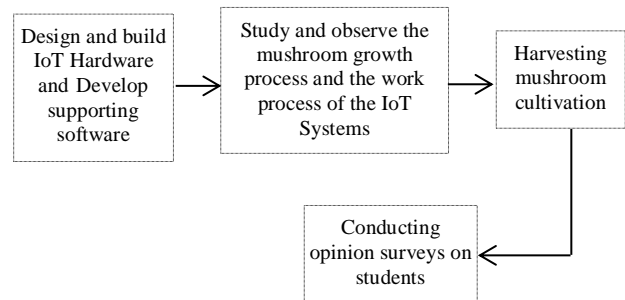 Design and build
IoT Hardware
and Develop
supporting
software
Study and observe the
mushroom growth
process and the work
process of the IoT
Systems
Harvesting
mushroom
cultivation
Conducting
opinion surveys on
students